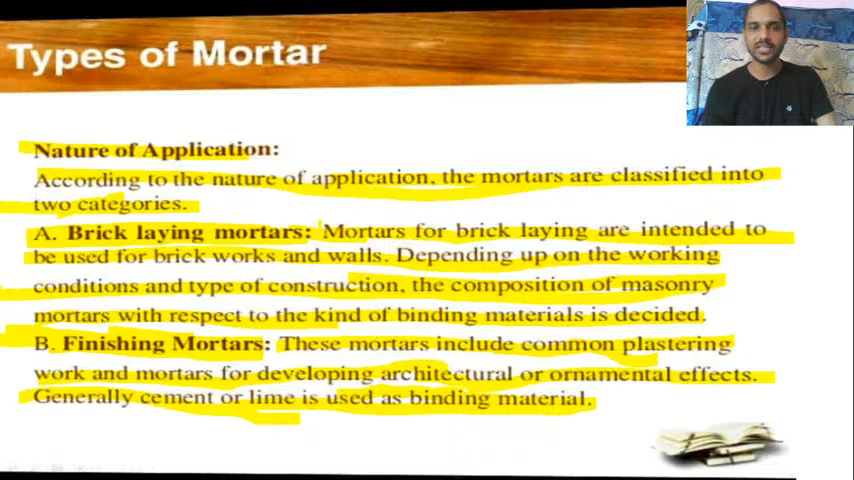 Types of Mortar
Nature of Application:
According to the nature of application, the mortars are classified into
two categories.
A. Brick laying mortars: Mortars for brick laying are intended to
be used for brick works and walls. Depending up on the working
conditions and type of construction, the composition of masonry
mortars with respect to the kind of binding materials is decided.
B. Finishing Mortars: These mortars include common plastering
work and mortars for developing architectural or ornamental effects.
Generally cement or lime is used as binding material.